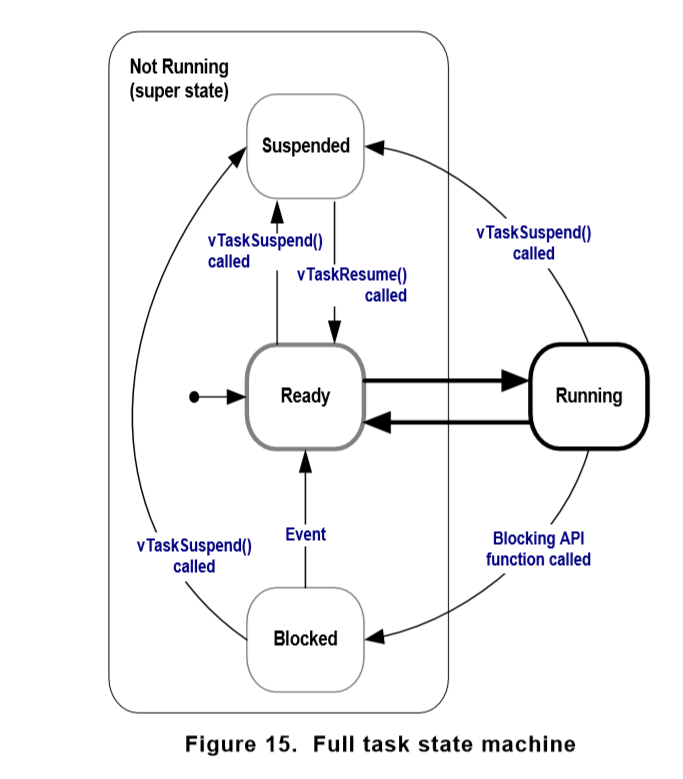 Not Running
(super state)
Suspended
vTaskSuspend()
called
vTaskResume()
called
vTaskSuspend()
called
Ready
Running
Event
vTaskSuspend()
called
Blocking API
function called
Blocked
Figure 15. Full task state machine